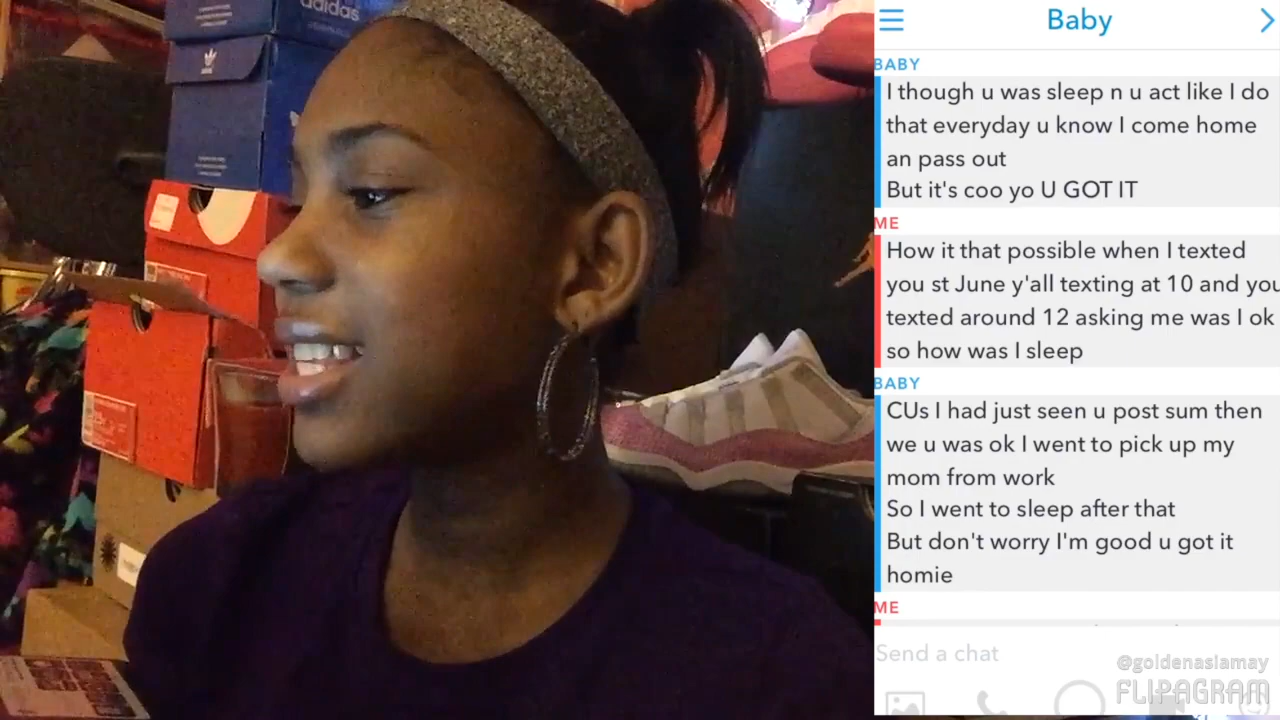 adidas
Baby
BABY
I though u was sleep n u act like I do
that everyday u know I come home
an pass out
But it's coo yo U GOT IT
ME
How it that possible when I texted
you st June y'all texting at 10 and you
texted around 12 asking me was I ok
so how was I sleep
BABY
CUs I had just seen u post sum then
we u was ok I went to pick up my
mom from work
So I went to sleep after that
But don't worry I'm good u got it
homie
ME
Send a chat
@goldenasiamay
FLIPAGRAM